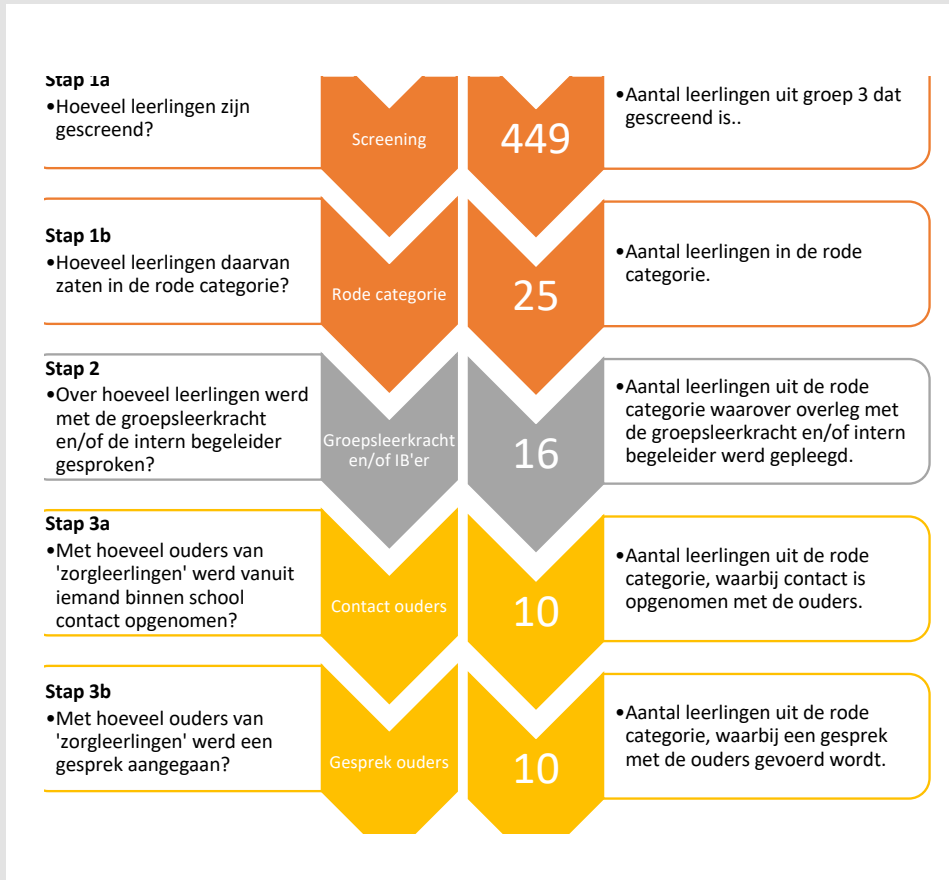 Stap 1a
•Hoeveel leerlingen zijn
gescreend?
Screening
449
•Aantal leerlingen uit groep 3 dat
gescreend is..
Stap 1b
•Hoeveel leerlingen daarvan
zaten in de rode categorie?
Rode categorie
25
•Aantal leerlingen in de rode
categorie.
Stap 2
•Over hoeveel leerlingen werd
met de groepsleerkracht
en/of de intern begeleider
gesproken?
Groepsleerkracht
en/of IB'er
16
•Aantal leerlingen uit de rode
categorie waarover overleg met
de groepsleerkracht en/of intern
begeleider werd gepleegd.
Stap 3a
•Met hoeveel ouders van
'zorgleerlingen' werd vanuit
iemand binnen school
contact opgenomen?
Contact ouders
10
•Aantal leerlingen uit de rode
categorie, waarbij contact is
opgenomen met de ouders.
Stap 3b
•Met hoeveel ouders van
'zorgleerlingen' werd een
gesprek aangegaan?
Gesprek ouders
10
•Aantal leerlingen uit de rode
categorie, waarbij een gesprek
met de ouders gevoerd wordt.